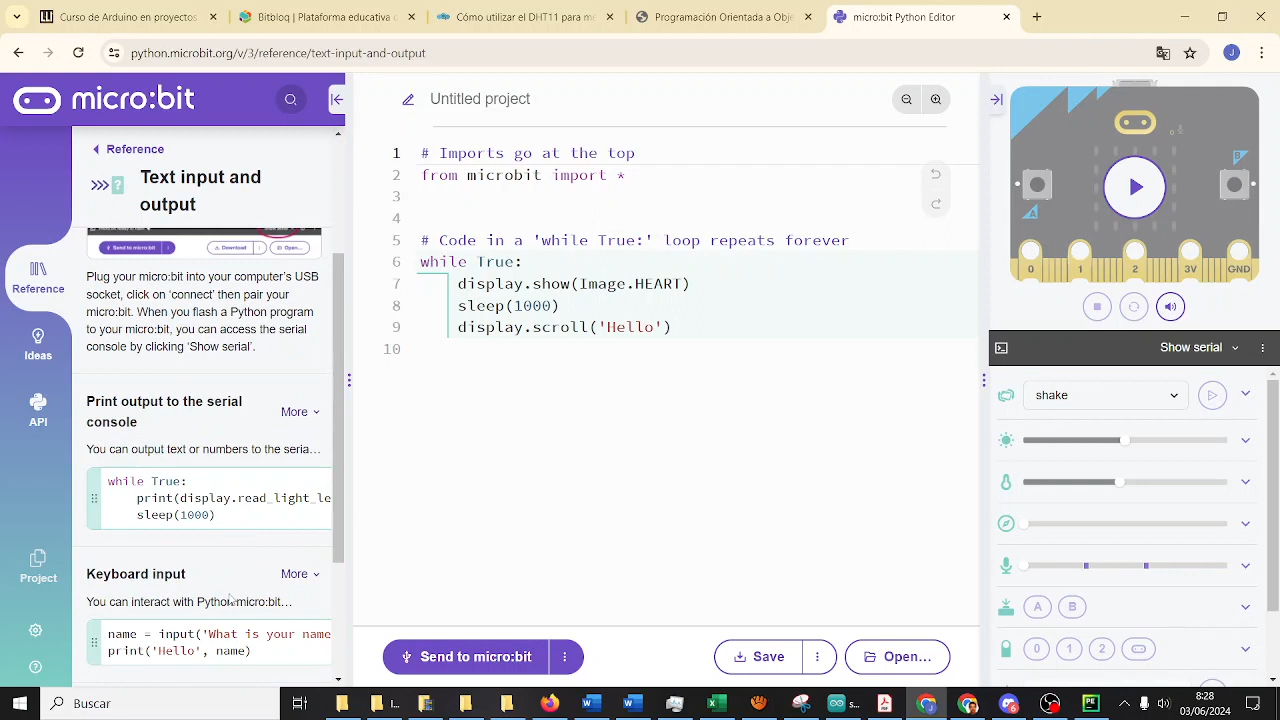 Curso de Arduino en proyectos
Bitblog | Plataforma educativa
Cómo utilizar el DHT11 para m
Programación Orientada a Obje
micro:bit Python Editor
python.microbit.org/v/3/reference/text-input-and-output
J
micro:bit
Untitled project
Reference
Text input and
output
Send to micro:bit
Download
Open...
Plug your micro:bit into your computer's USB
socket, click on 'connect' then pair your
micro:bit. When you flash a Python program
to your micro:bit, you can access the serial
console by clicking 'Show serial'.
Print output to the serial
console
More
You can output text or numbers to the seria...
while True:
print(display.read_light_le
sleep(1000)
Keyboard input
More
You can interact with Python micro:bit...
name = input('What is your name
print('Hello', name)
Reference
Ideas
API
Project
1 # Imports go at the top
2 from microbit import *
3
4
5 # Code in a 'while True:' loop repeats forever
6 while True:
7 display.show(Image.HEART)
8 sleep(1000)
9 display.scroll('Hello')
10
Send to micro:bit
Save
Open...
A
B
0 1 2 3V GND
Show serial
shake
A B
0 1 2
Buscar
PE
8:28
03/06/2024